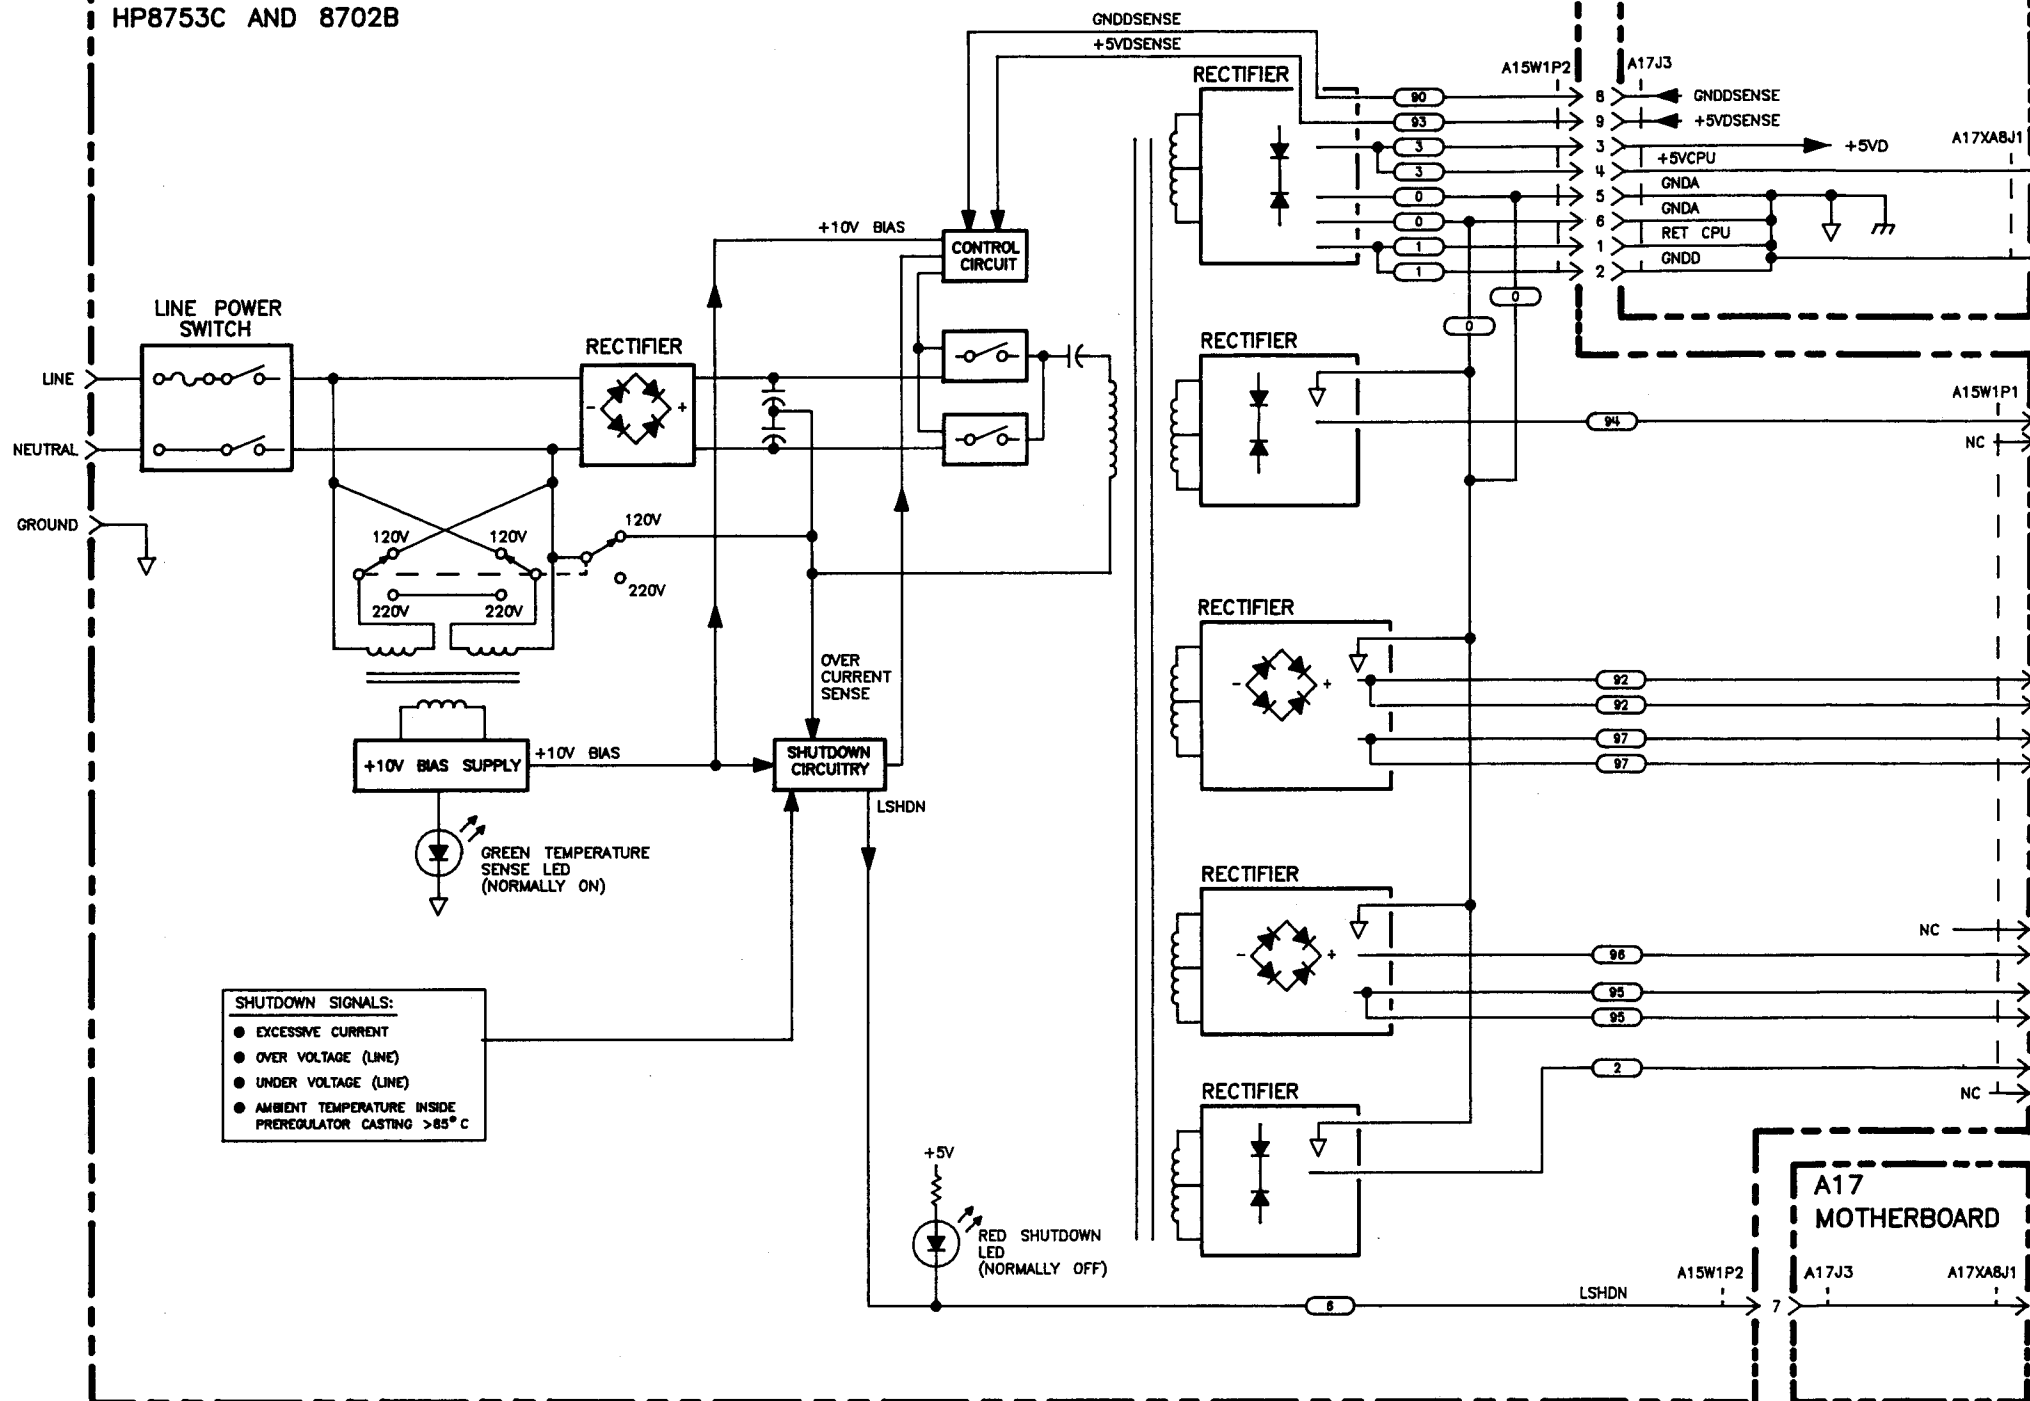 HP8753C AND 8702B
GNDDSENSE
+5VDSENSE
RECTIFIER
A15W1P2
A17J3
90
8
GNDDSENSE
93
9
+5VDSENSE
A17XA8J1
3
3
+5VD
3
4
+5VCPU
0
5
GNDA
0
6
GNDA
1
1
RET CPU
1
2
GNDD
+10V BIAS
CONTROL
CIRCUIT
0
0
LINE POWER
SWITCH
RECTIFIER
RECTIFIER
LINE
-
+
A15W1P1
94
NEUTRAL
NC
GROUND
120V
120V
120V
220V
220V
220V
RECTIFIER
OVER
CURRENT
SENSE
-
+
92
92
97
97
+10V BIAS SUPPLY
+10V BIAS
SHUTDOWN
CIRCUITRY
LSHDN
GREEN TEMPERATURE
SENSE LED
(NORMALLY ON)
RECTIFIER
-
+
NC
96
95
95
SHUTDOWN SIGNALS:
● EXCESSIVE CURRENT
● OVER VOLTAGE (LINE)
● UNDER VOLTAGE (LINE)
● AMBIENT TEMPERATURE INSIDE
PREREGULATOR CASTING >85°C
2
RECTIFIER
NC
+5V
RED SHUTDOWN
LED
(NORMALLY OFF)
A17
MOTHERBOARD
A15W1P2
A17J3
A17XA8J1
6
LSHDN
7